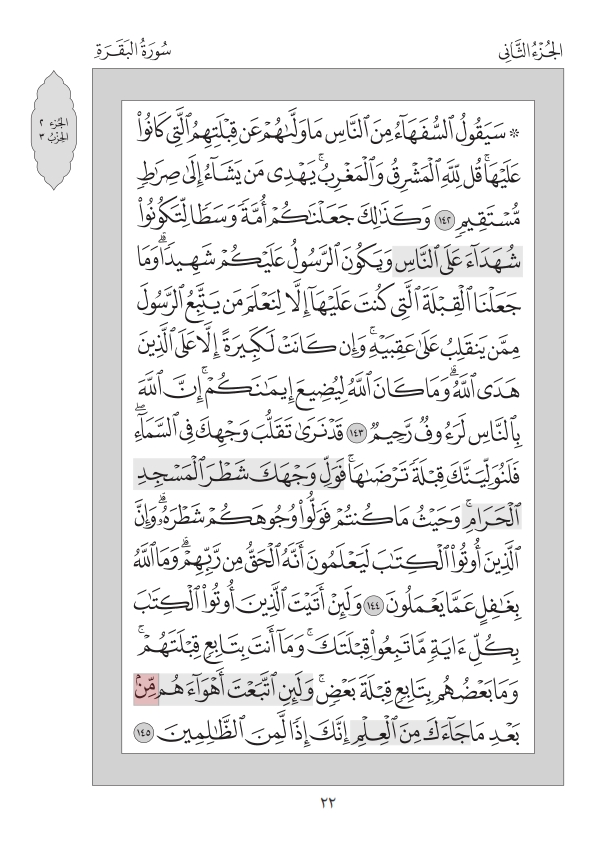 الجُزْءُ الثَّانِي
سُورَةُ البَقَرَةِ
الجُزْء ٢
الحِزْبُ ٣
۞ سَيَقُولُ ٱلسُّفَهَآءُ مِنَ ٱلنَّاسِ مَا وَلَّىٰهُمۡ عَن قِبۡلَتِهِمُ ٱلَّتِي كَانُواْ
عَلَيۡهَاۚ قُل لِّلَّهِ ٱلۡمَشۡرِقُ وَٱلۡمَغۡرِبُۚ يَهۡدِي مَن يَشَآءُ إِلَىٰ صِرَٰطٖ
مُّسۡتَقِيمٖ ١٤٢ وَكَذَٰلِكَ جَعَلۡنَٰكُمۡ أُمَّةٗ وَسَطٗا لِّتَكُونُواْ
شُهَدَآءَ عَلَى ٱلنَّاسِ وَيَكُونَ ٱلرَّسُولُ عَلَيۡكُمۡ شَهِيدٗاۗ وَمَا
جَعَلۡنَا ٱلۡقِبۡلَةَ ٱلَّتِي كُنتَ عَلَيۡهَآ إِلَّا لِنَعۡلَمَ مَن يَتَّبِعُ ٱلرَّسُولَ
مِمَّن يَنقَلِبُ عَلَىٰ عَقِبَيۡهِۚ وَإِن كَانَتۡ لَكَبِيرَةً إِلَّا عَلَى ٱلَّذِينَ
هَدَى ٱللَّهُۗ وَمَا كَانَ ٱللَّهُ لِيُضِيعَ إِيمَٰنَكُمۡۚ إِنَّ ٱللَّهَ
بِٱلنَّاسِ لَرَءُوفٞ رَّحِيمٞ ١٤٣ قَدۡ نَرَىٰ تَقَلُّبَ وَجۡهِكَ فِي ٱلسَّمَآءِۖ
فَلَنُوَلِّيَنَّكَ قِبۡلَةٗ تَرۡضَىٰهَاۚ فَوَلِّ وَجۡهَكَ شَطۡرَ ٱلۡمَسۡجِدِ
ٱلۡحَرَامِۚ وَحَيۡثُ مَا كُنتُمۡ فَوَلُّواْ وُجُوهَكُمۡ شَطۡرَهُۥۗ وَإِنَّ
ٱلَّذِينَ أُوتُواْ ٱلۡكِتَٰبَ لَيَعۡلَمُونَ أَنَّهُ ٱلۡحَقُّ مِن رَّبِّهِمۡۗ وَمَا ٱللَّهُ
بِغَٰفِلٍ عَمَّا يَعۡمَلُونَ ١٤٤ وَلَئِنۡ أَتَيۡتَ ٱلَّذِينَ أُوتُواْ ٱلۡكِتَٰبَ
بِكُلِّ ءَايَةٖ مَّا تَبِعُواْ قِبۡلَتَكَۚ وَمَآ أَنتَ بِتَابِعٖ قِبۡلَتَهُمۡۚ
وَمَا بَعۡضُهُم بِتَابِعٖ قِبۡلَةَ بَعۡضٖۚ وَلَئِنِ ٱتَّبَعۡتَ أَهۡوَآءَهُم مِّنۢ
بَعۡدِ مَا جَآءَكَ مِنَ ٱلۡعِلۡمِ إِنَّكَ إِذٗا لَّمِنَ ٱلظَّٰلِمِينَ ١٤٥
٢٢